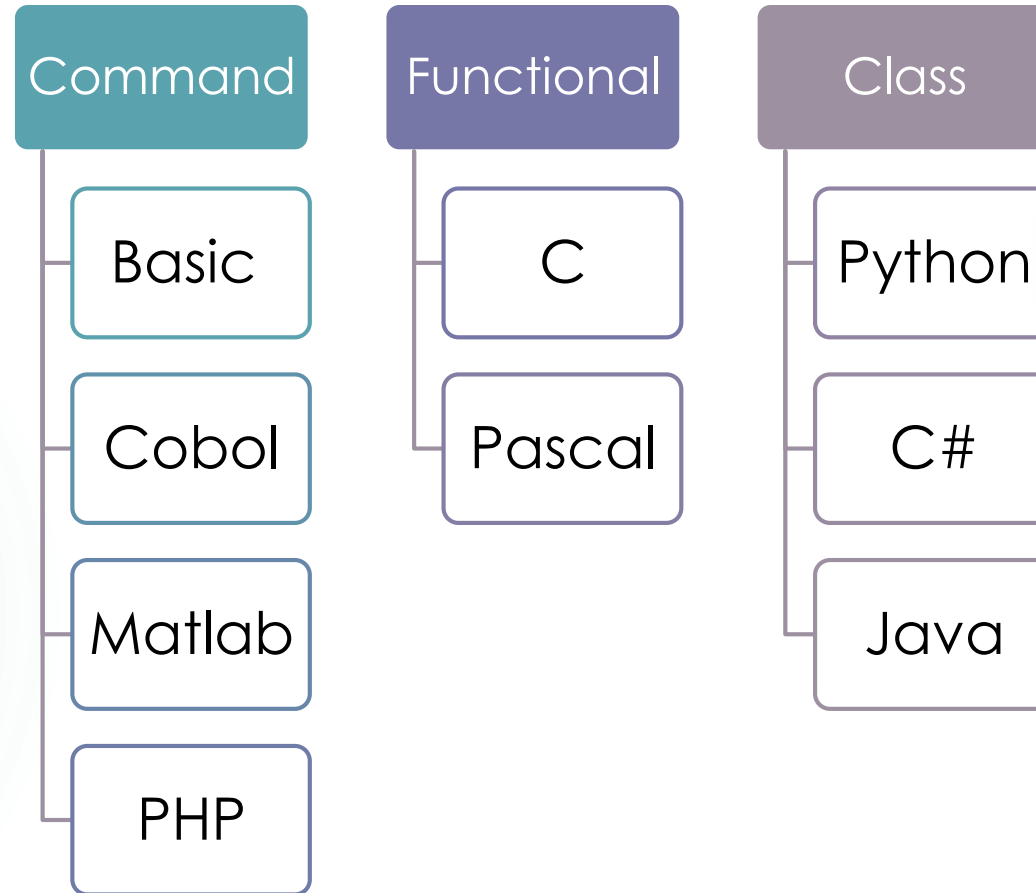 Command
Basic
Cobol
Matlab
PHP
Functional
C
Pascal
Class
Python
C#
Java